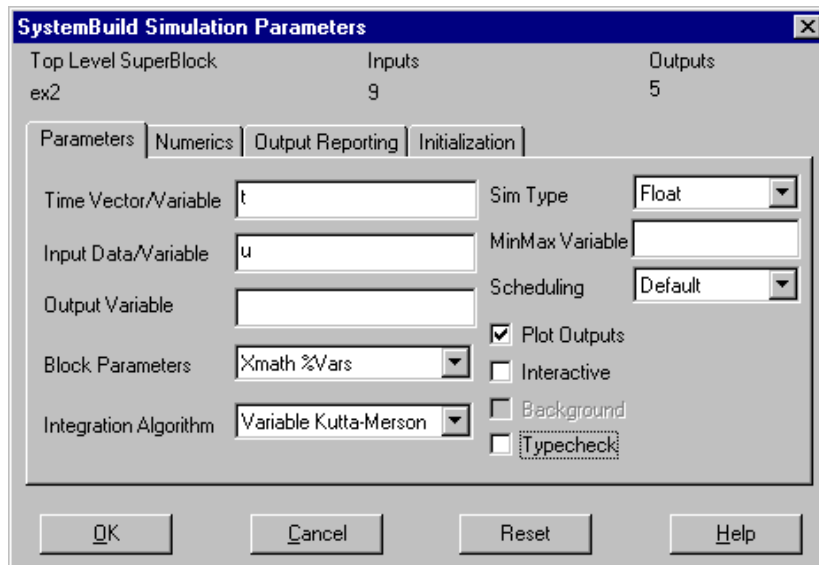 SystemBuild Simulation Parameters
Top Level SuperBlock Inputs Outputs
ex2 9 5
Parameters Numerics Output Reporting Initialization
Time Vector/Variable t Sim Type Float
Input Data/Variable u MinMax Variable
Output Variable Scheduling Default
Plot Outputs
Block Parameters Xmath %Vars Interactive
Background
Integration Algorithm Variable Kutta-Merson Typecheck
OK Cancel Reset Help